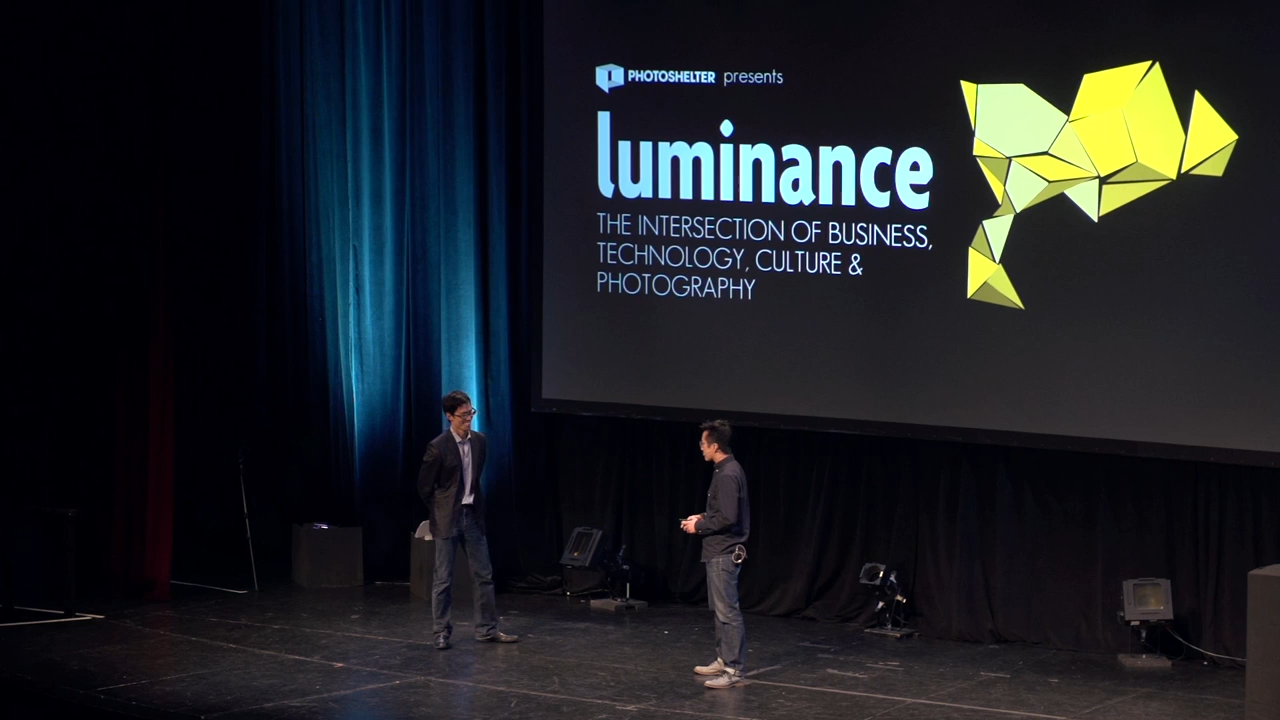 PHOTOSHELTER presents
luminance
THE INTERSECTION OF BUSINESS,
TECHNOLOGY, CULTURE &
PHOTOGRAPHY